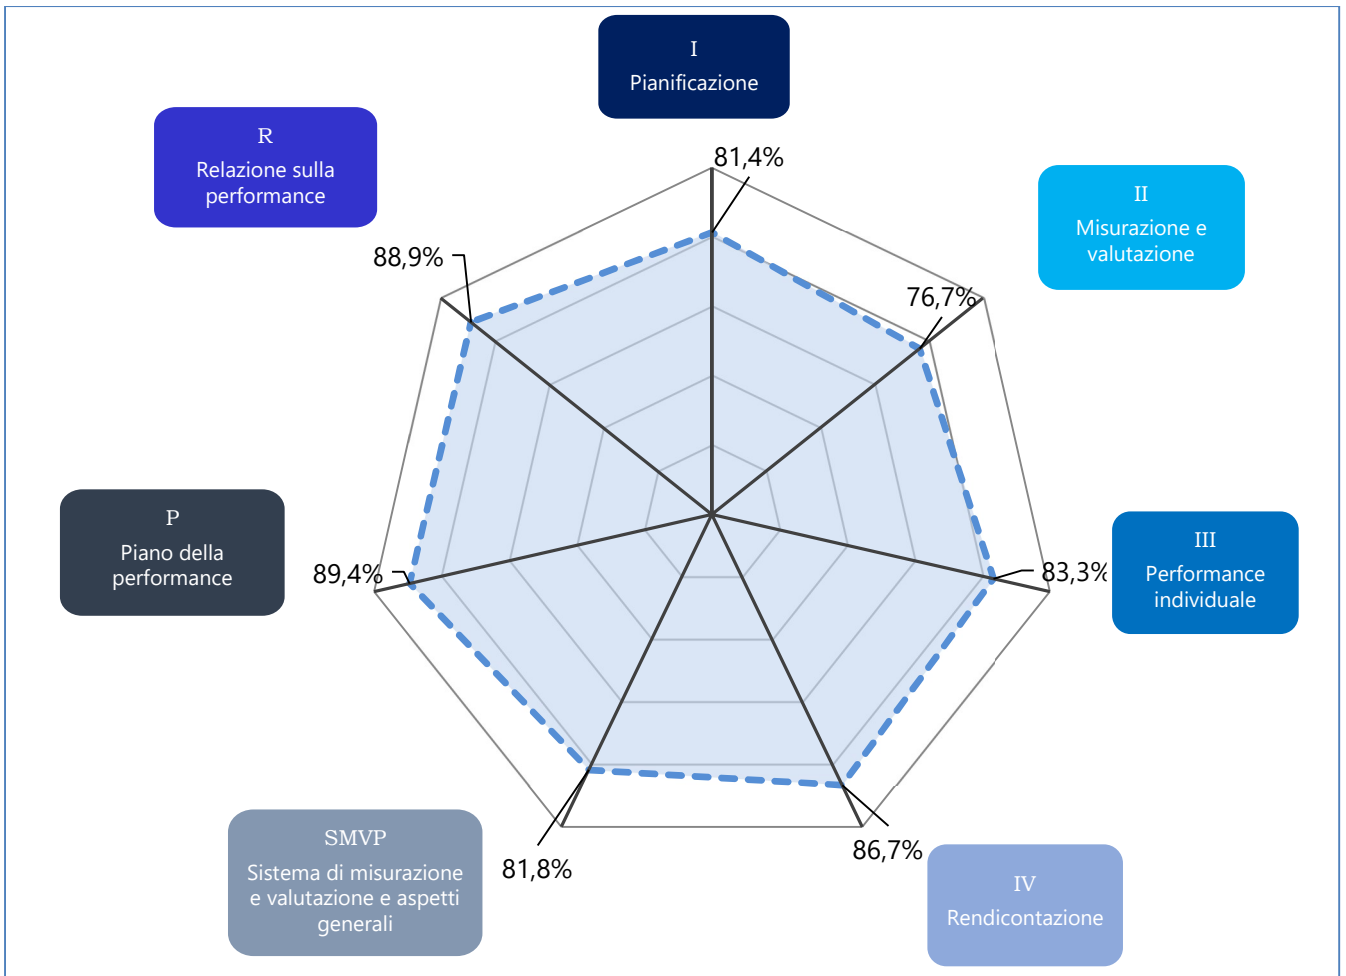 I
Pianificazione
81,4%
R
Relazione sulla
performance
88,9%
II
Misurazione e
valutazione
76,7%
P
Piano della
performance
89,4%
III
Performance
individuale
83,3%
SMVP
Sistema di misurazione
e valutazione e aspetti
generali
81,8%
IV
Rendicontazione
86,7%